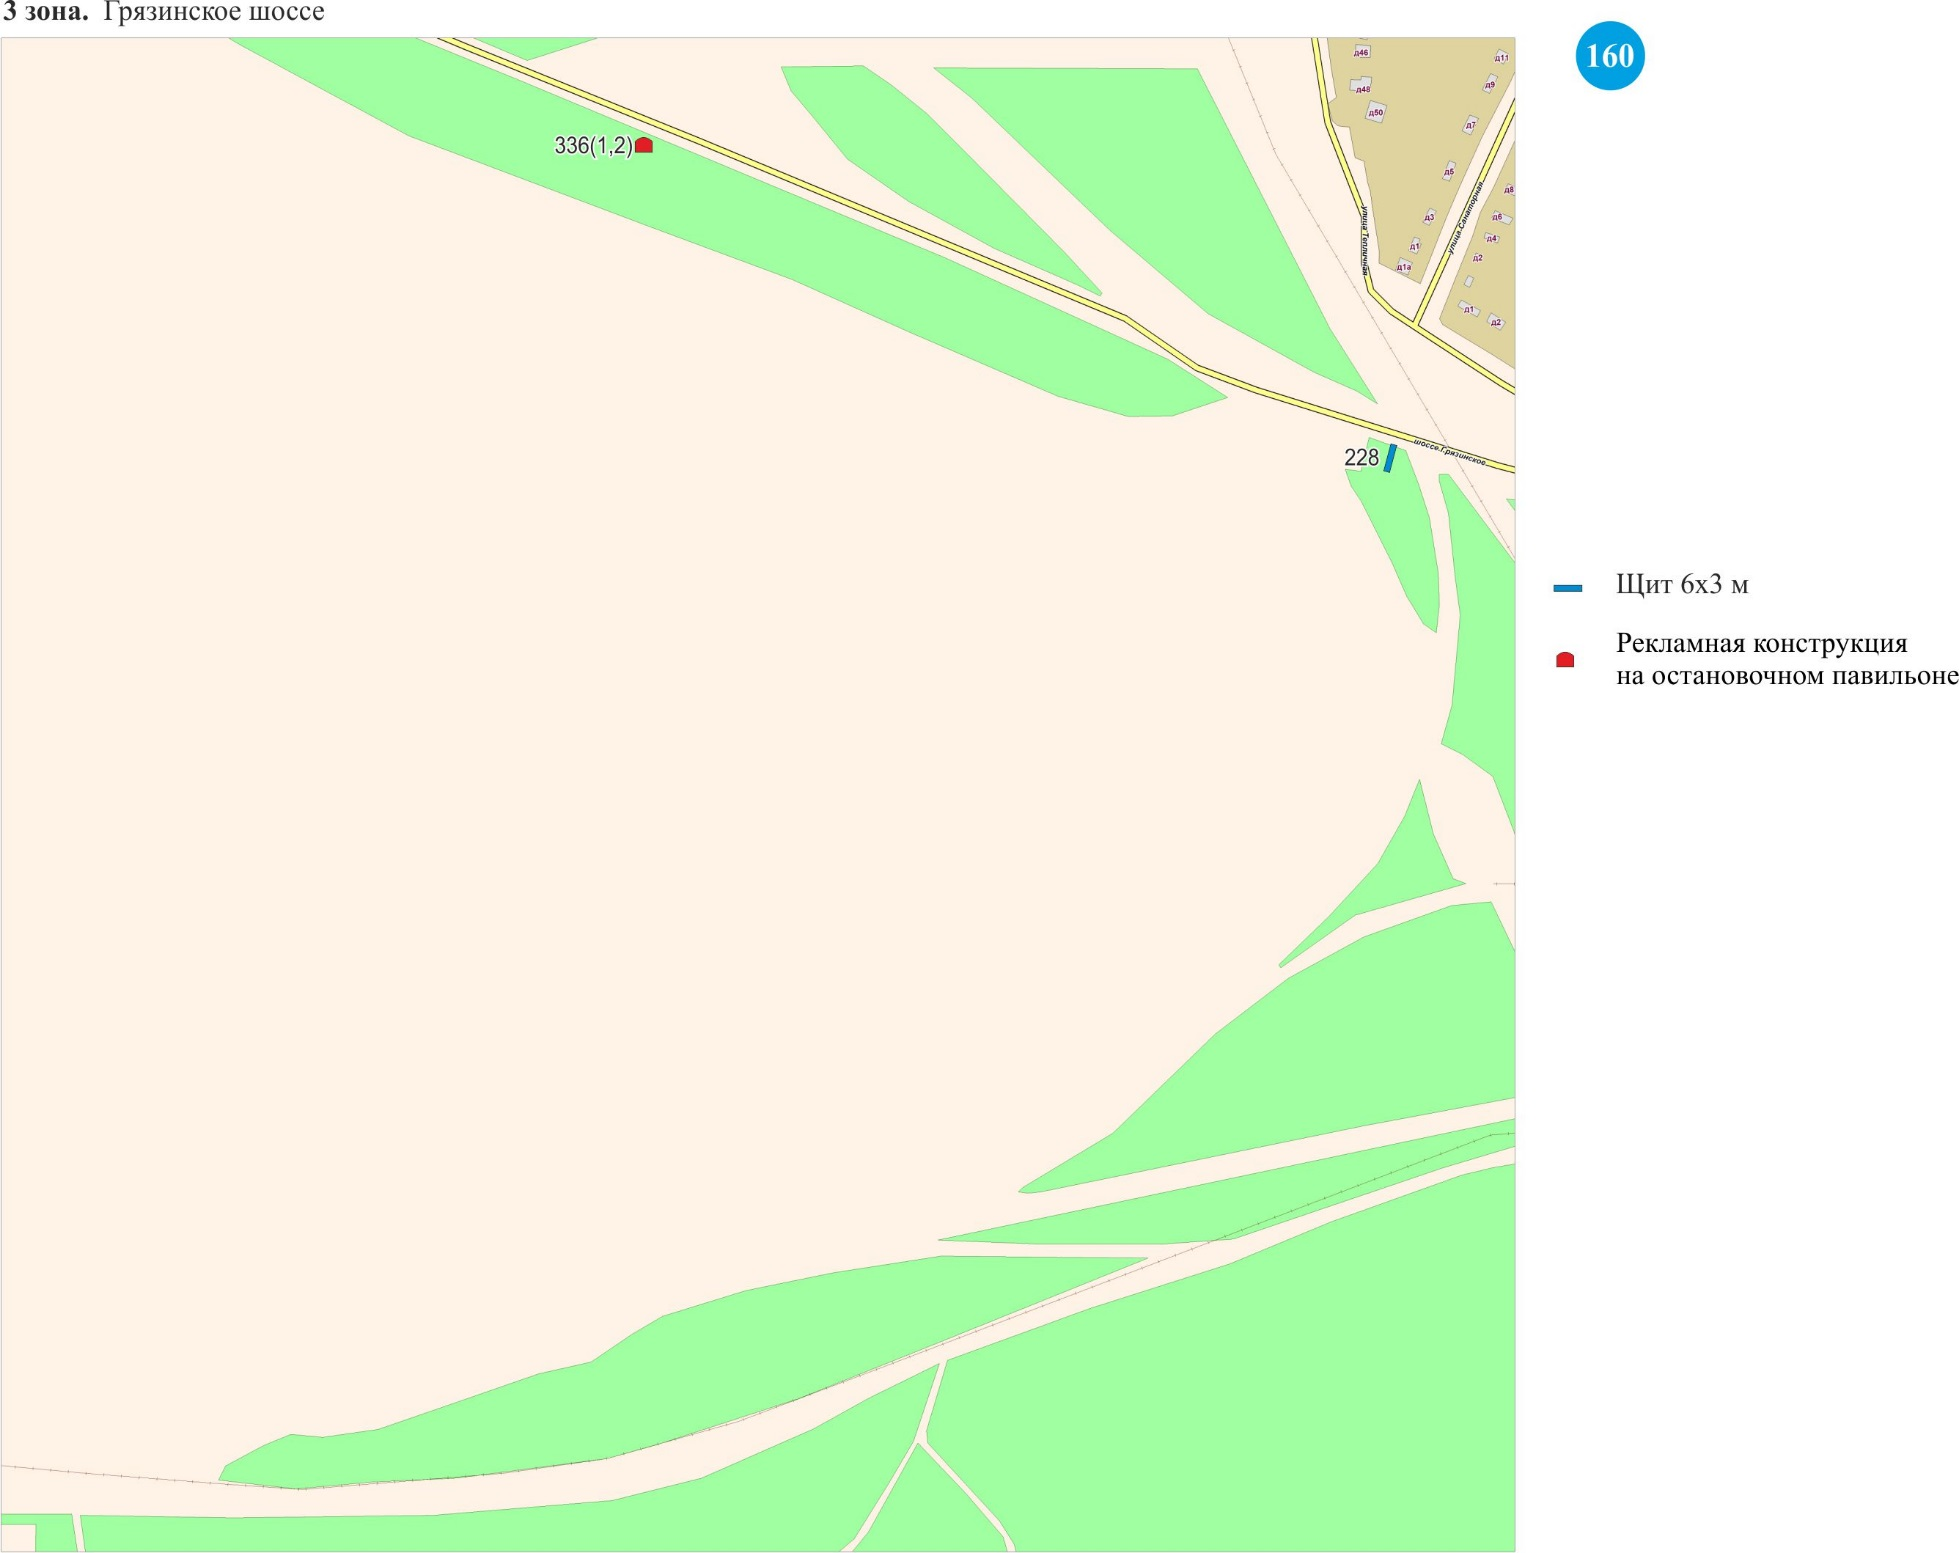 3 зона. Грязинское шоссе
160
д46
д11
д48
д9
д50
д7
336(1,2)
д5
д8
д3
д6
д1
д4
д2
д1а
улица.Тепличная
улица.Санаторная
д1
д2
шоссе.Грязинское
228
Щит 6х3 м
Рекламная конструкция
на остановочном павильоне